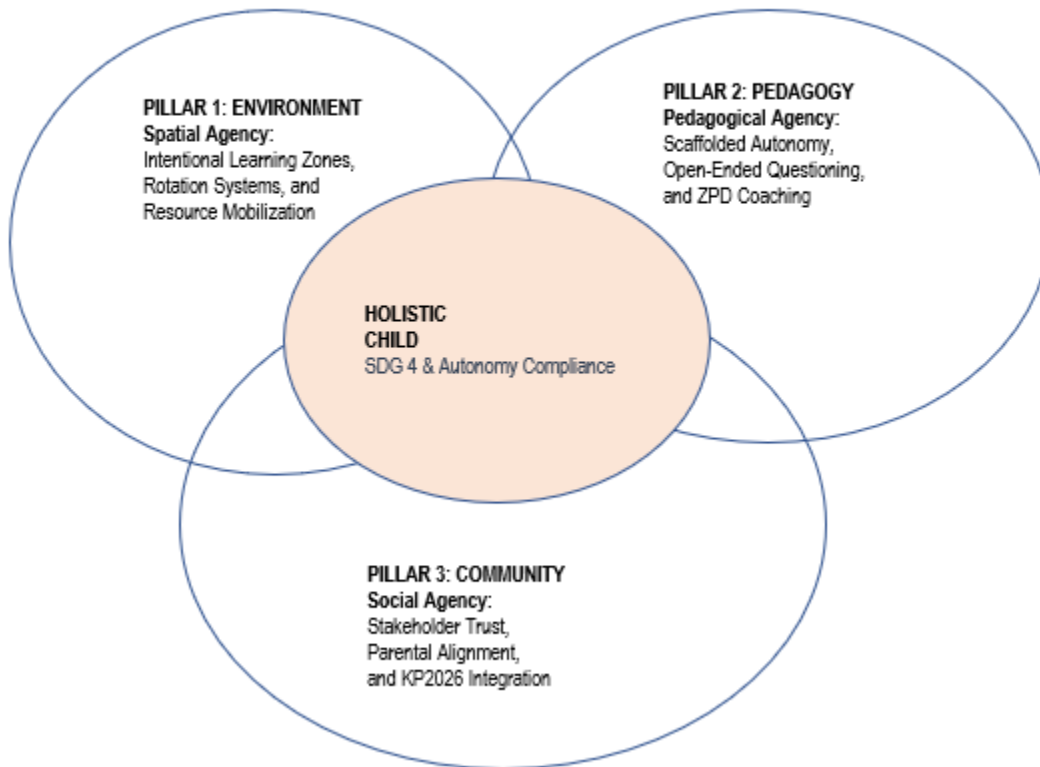 PILLAR 1: ENVIRONMENT
Spatial Agency:
Intentional Learning Zones,
Rotation Systems, and
Resource Mobilization
PILLAR 2: PEDAGOGY
Pedagogical Agency:
Scaffolded Autonomy,
Open-Ended Questioning,
and ZPD Coaching
HOLISTIC
CHILD
SDG 4 & Autonomy Compliance
PILLAR 3: COMMUNITY
Social Agency:
Stakeholder Trust,
Parental Alignment,
and KP2026 Integration